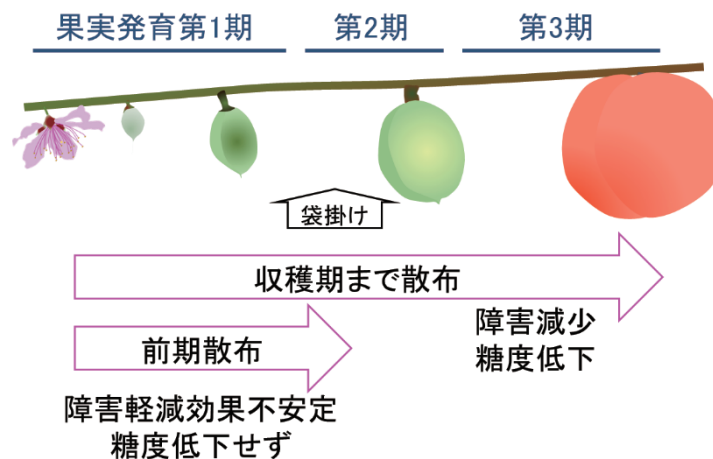 果実発育第1期
第2期
第3期
袋掛け
収穫期まで散布
障害減少
糖度低下
前期散布
障害軽減効果不安定
糖度低下せず